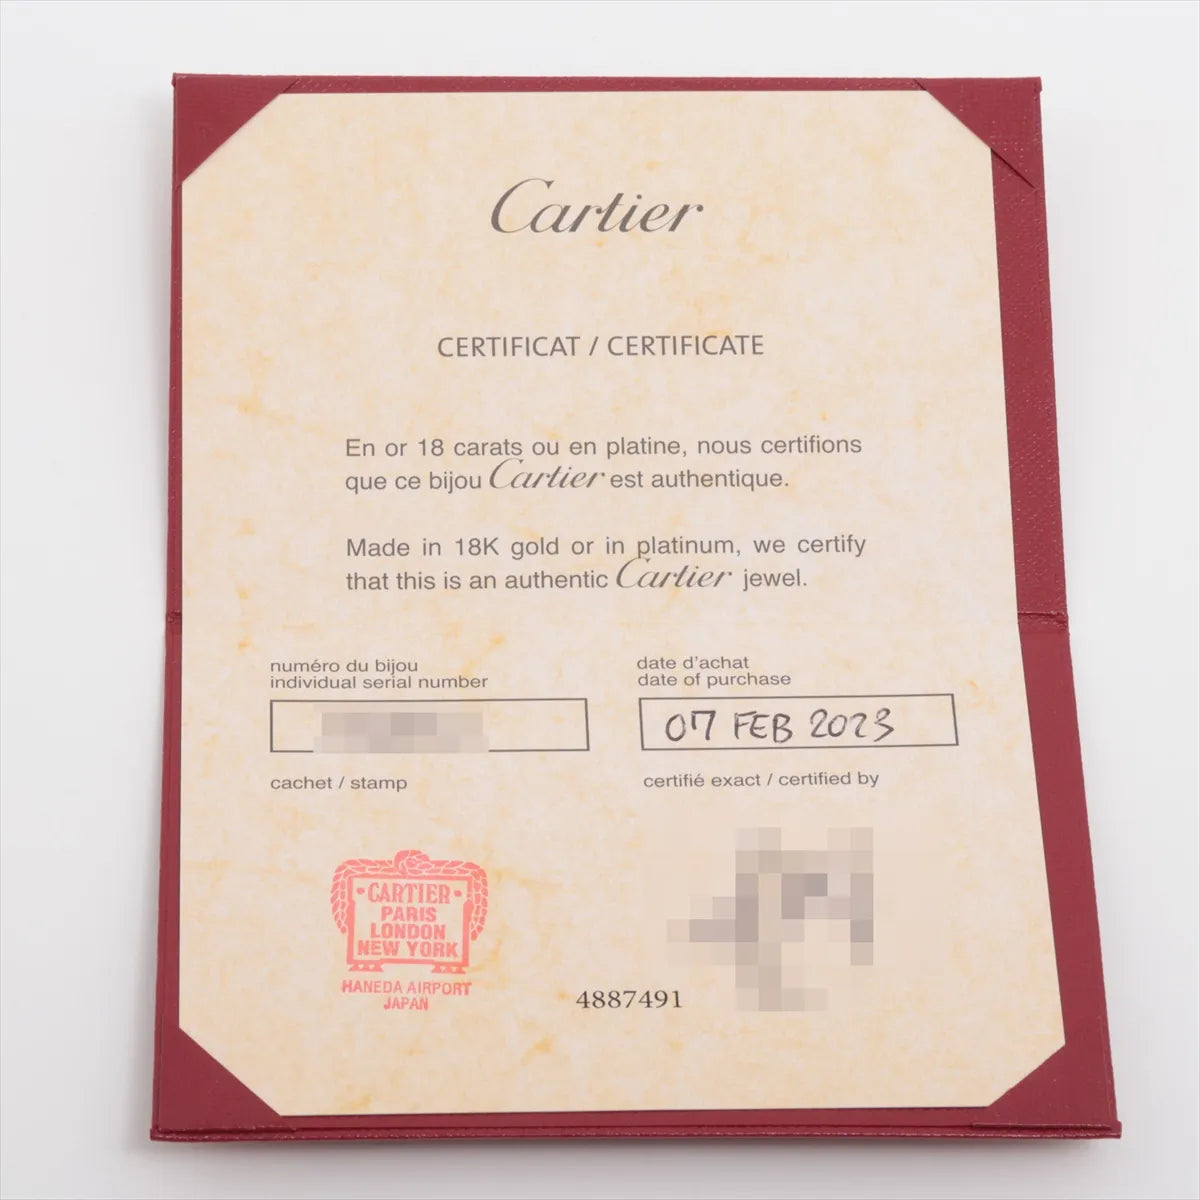 Cartier
CERTIFICAT / CERTIFICATE
En or 18 carats ou en platine, nous certifions
que ce bijou Cartier est authentique.
Made in 18K gold or in platinum, we certify
that this is an authentic Cartier jewel.
numéro du bijou
individual serial number
date d'achat
date of purchase
07 FEB 2023
cachet / stamp
certifié exact / certified by
CARTIER
PARIS
LONDON
NEW YORK
HANEDA AIRPORT
JAPAN
4887491